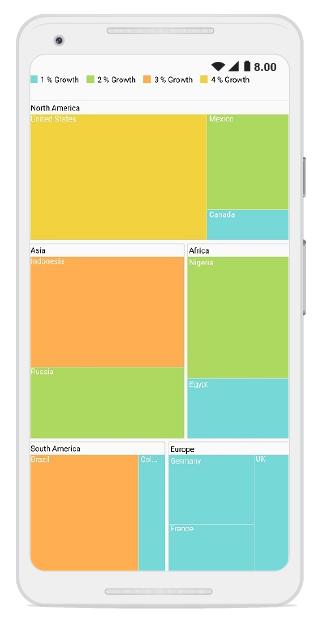 8.00
1 % Growth 2 % Growth 3 % Growth 4 % Growth
North America
United States Mexico
Canada
Asia Africa
Indonesia Nigeria
Russia
Egypt
South America Europe
Brazil Col... Germany UK
France